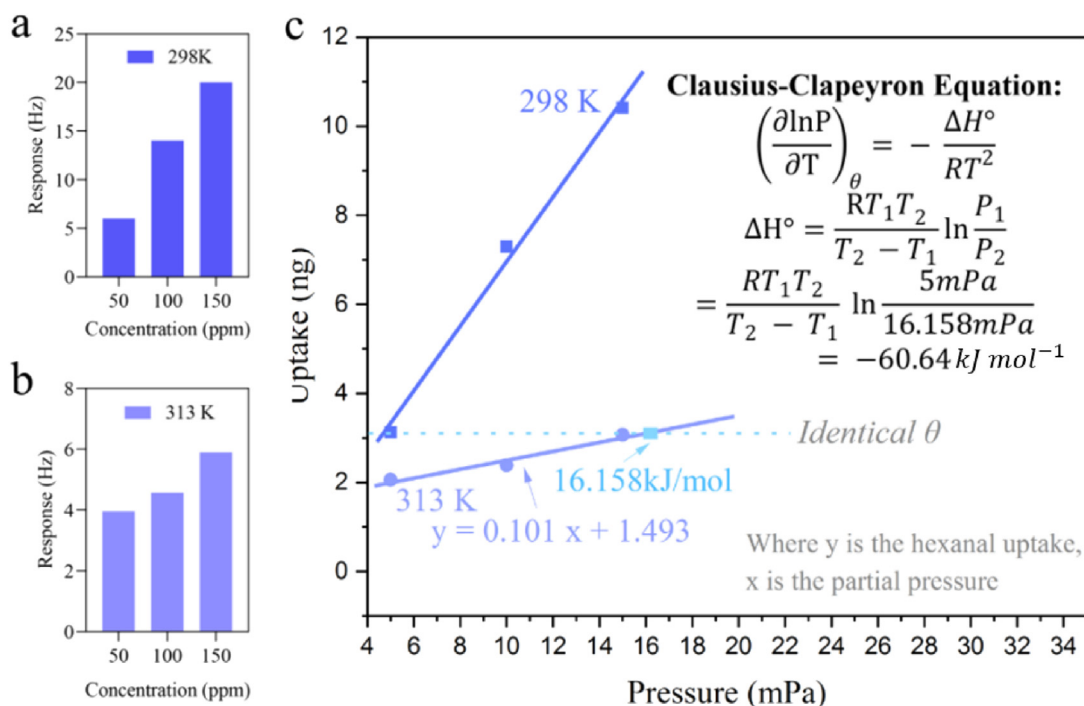 a
25
20
15
10
5
0
298K
Response (Hz)
50 100 150
Concentration (ppm)
b
8
6
4
2
0
313 K
Response (Hz)
50 100 150
Concentration (ppm)
c
12
10
8
6
4
2
0
Uptake (ng)
298 K
Clausius-Clapeyron Equation:
(∂lnP/∂T)θ = − ΔH°/RT²
ΔH° = RT₁T₂/(T₂ − T₁) ln P₁/P₂
= RT₁T₂/(T₂ − T₁) ln 5mPa/16.158mPa
= −60.64 kJ mol⁻¹
Identical θ
16.158kJ/mol
313 K
y = 0.101 x + 1.493
Where y is the hexanal uptake,
x is the partial pressure
4 6 8 10 12 14 16 18 20 22 24 26 28 30 32 34
Pressure (mPa)